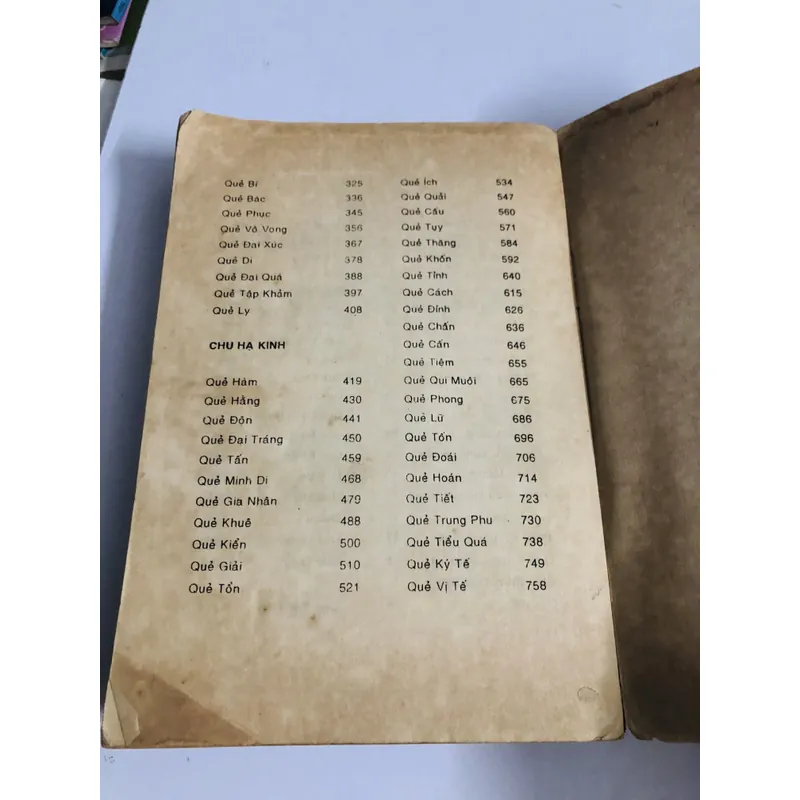 Quẻ Bí 325
Quẻ Bác 336
Quẻ Phục 345
Quẻ Vô Vong 356
Quẻ Đại Xúc 367
Quẻ Di 378
Quẻ Đại Quá 388
Quẻ Tập Khảm 397
Quẻ Ly 408
CHU HẠ KINH
Quẻ Hàm 419
Quẻ Hằng 430
Quẻ Độn 441
Quẻ Đại Tráng 450
Quẻ Tấn 459
Quẻ Minh Di 468
Quẻ Gia Nhân 479
Quẻ Khuê 488
Quẻ Kiển 500
Quẻ Giải 510
Quẻ Tổn 521
Quẻ Ích 534
Quẻ Quải 547
Quẻ Cấu 560
Quẻ Tụy 571
Quẻ Thăng 584
Quẻ Khốn 592
Quẻ Tỉnh 640
Quẻ Cách 615
Quẻ Đỉnh 626
Quẻ Chấn 636
Quẻ Cấn 646
Quẻ Tiệm 655
Quẻ Qui Muội 665
Quẻ Phong 675
Quẻ Lữ 686
Quẻ Tốn 696
Quẻ Đoái 706
Quẻ Hoán 714
Quẻ Tiết 723
Quẻ Trung Phu 730
Quẻ Tiểu Quá 738
Quẻ Ký Tế 749
Quẻ Vị Tế 758